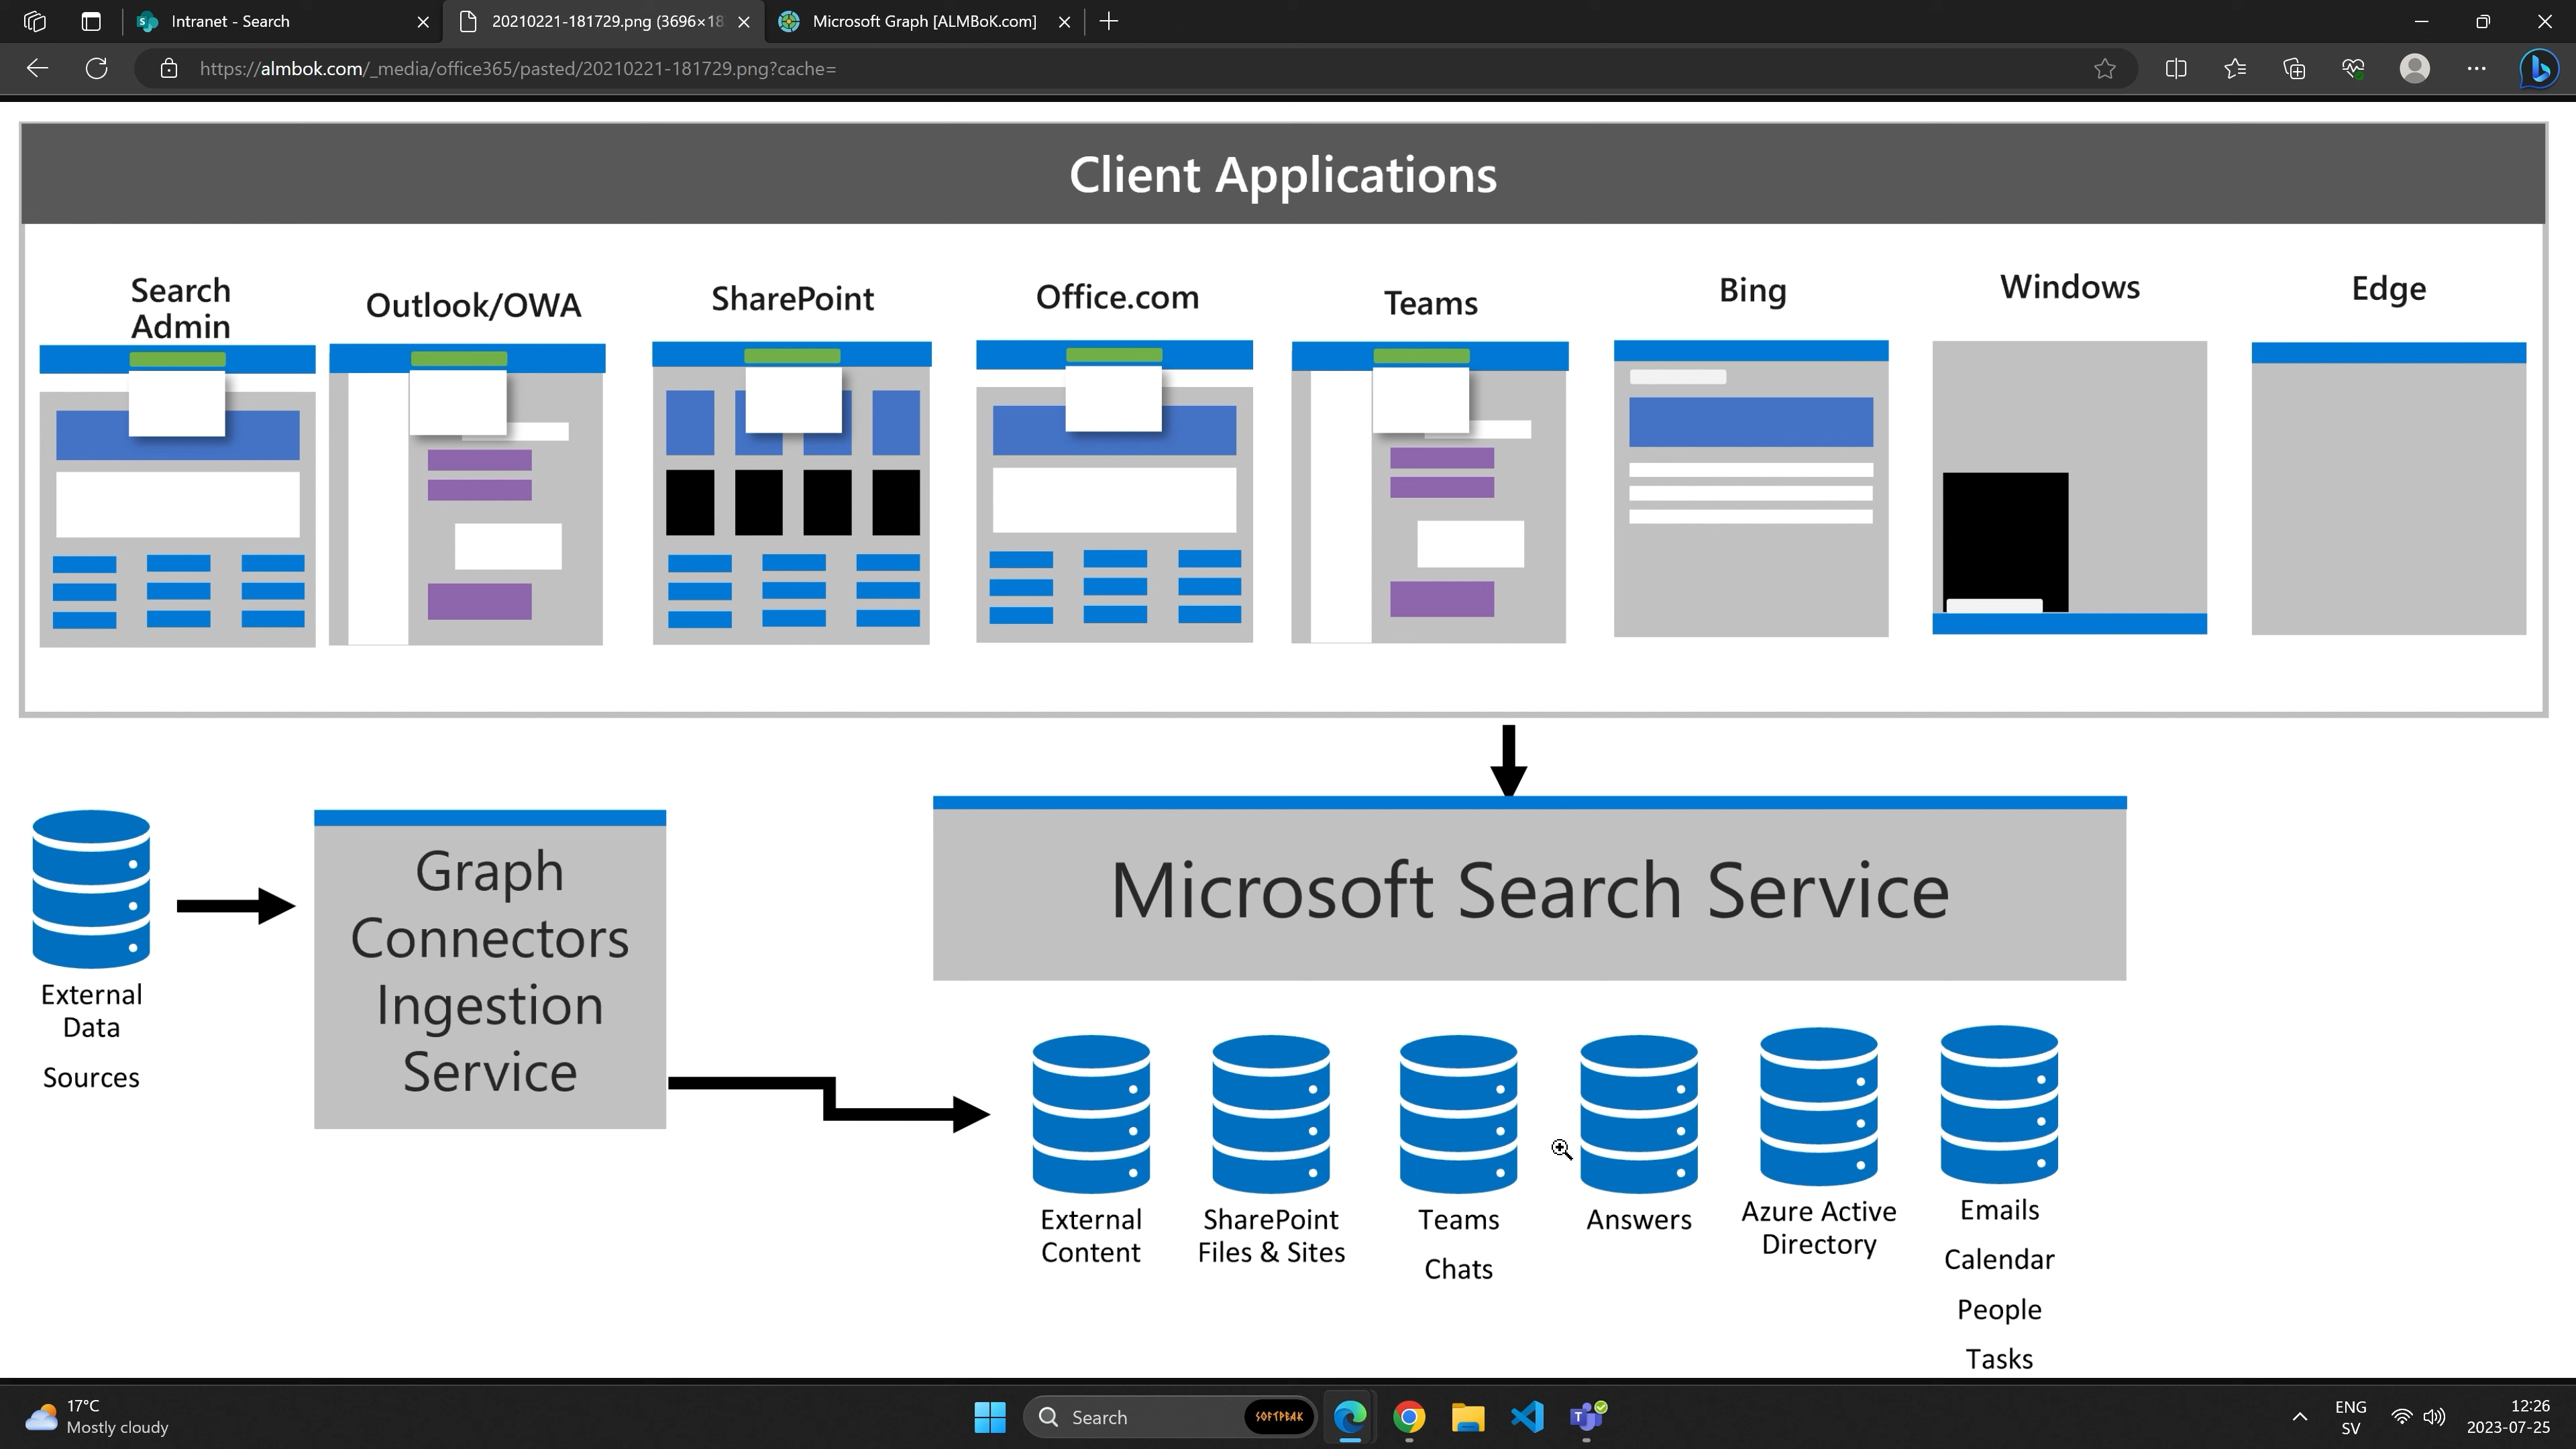 Intranet - Search
20210221-181729.png (3696×18
Microsoft Graph [ALMBoK.com]
https://almbok.com/_media/office365/pasted/20210221-181729.png?cache=
Client Applications
Search
Admin
Outlook/OWA
SharePoint
Office.com
Teams
Bing
Windows
Edge
External
Data
Sources
Graph
Connectors
Ingestion
Service
Microsoft Search Service
External
Content
SharePoint
Files & Sites
Teams
Chats
Answers
Azure Active
Directory
Emails
Calendar
People
Tasks
17°C
Mostly cloudy
Search
SOFTPEAK
ENG
SV
12:26
2023-07-25